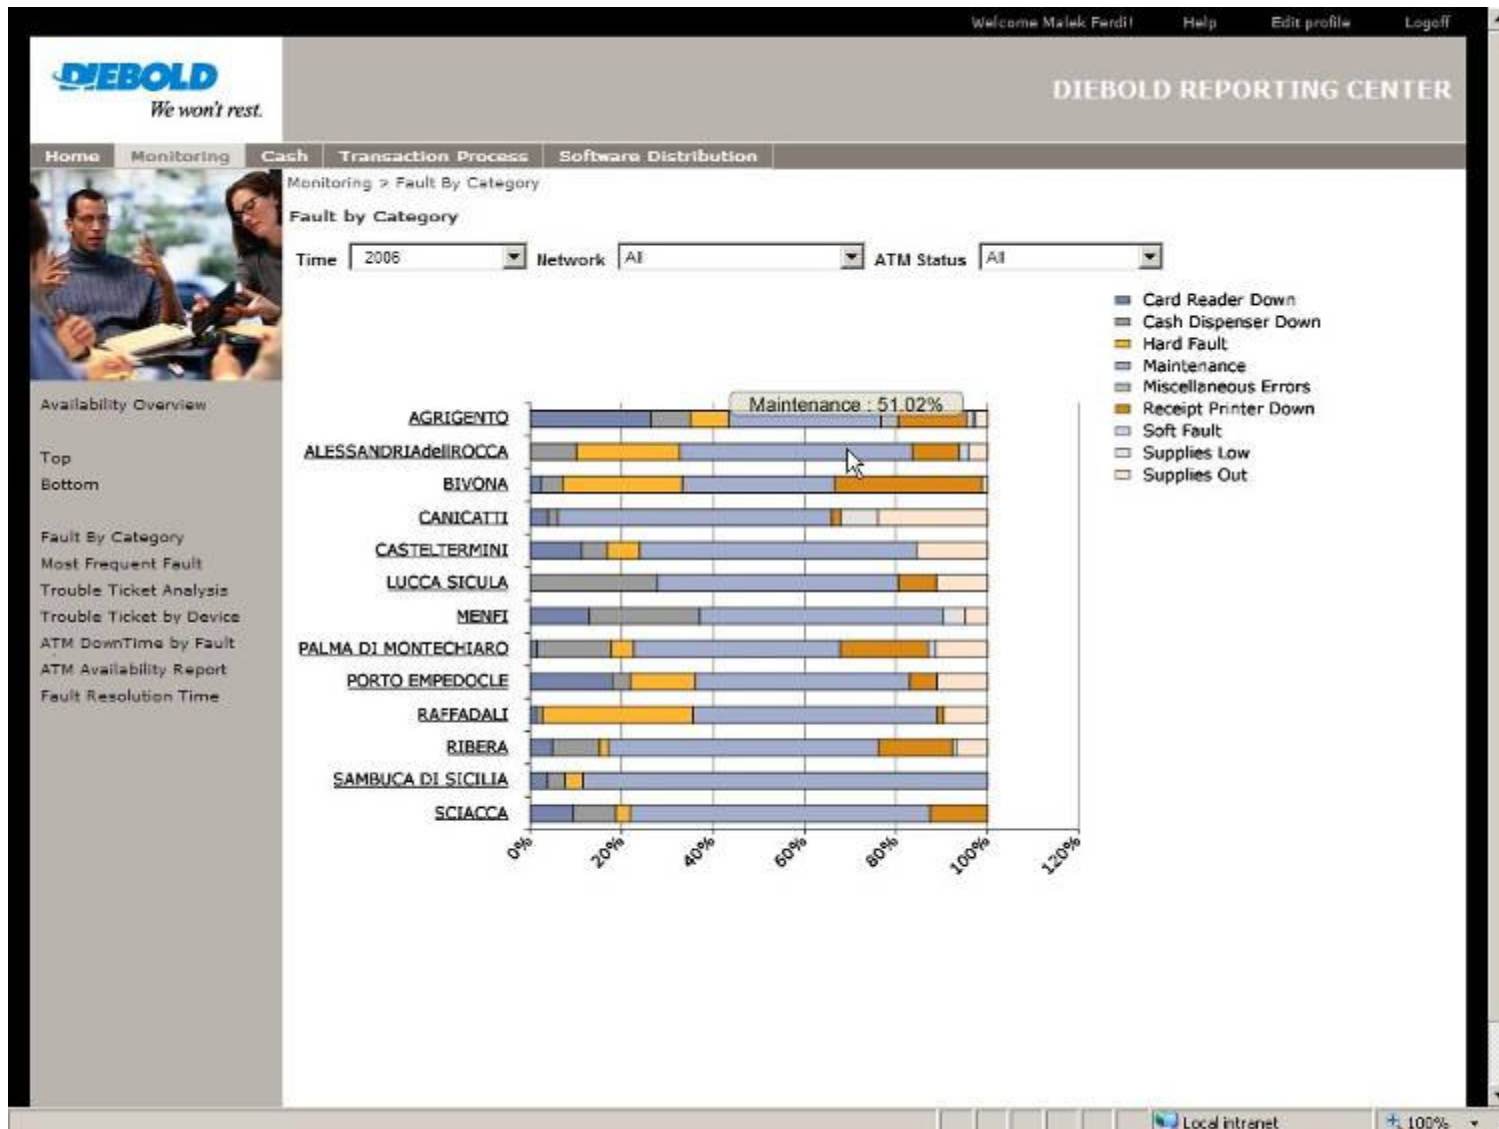 Welcome Malek Ferdi! Help Edit profile Logoff
DIEBOLD
We won't rest.
DIEBOLD REPORTING CENTER
Home Monitoring Cash Transaction Process Software Distribution
Monitoring > Fault By Category
Fault by Category
Time 2006 Network All ATM Status All
Card Reader Down
Cash Dispenser Down
Hard Fault
Maintenance
Miscellaneous Errors
Receipt Printer Down
Soft Fault
Supplies Low
Supplies Out
Availability Overview
Top
Bottom
Fault By Category
Most Frequent Fault
Trouble Ticket Analysis
Trouble Ticket by Device
ATM DownTime by Fault
ATM Availability Report
Fault Resolution Time
Maintenance : 51.02%
AGRIGENTO
ALESSANDRIAdellROCCA
BIVONA
CANICATTI
CASTELTERMINI
LUCCA SICULA
MENFI
PALMA DI MONTECHIARO
PORTO EMPEDOCLE
RAFFADALI
RIBERA
SAMBUCA DI SICILIA
SCIACCA
0% 20% 40% 60% 80% 100% 120%
Local intranet 100%